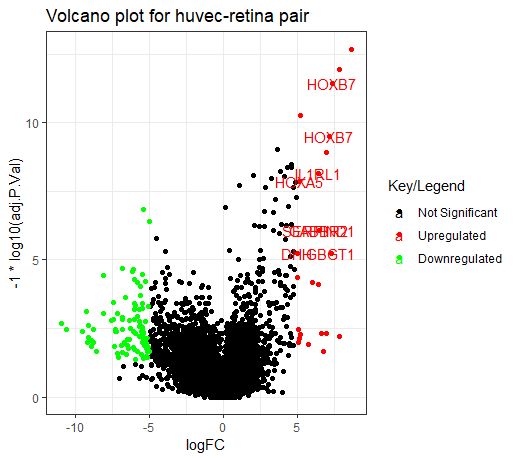 Volcano plot for huvec-retina pair
-1 * log10(adj.P.Val)
10
5
0
HOXB7
HOXB7
IL1RL1
HOXA5
GBGT1
-10
-5
0
5
logFC
Key/Legend
a Not Significant
a Upregulated
a Downregulated